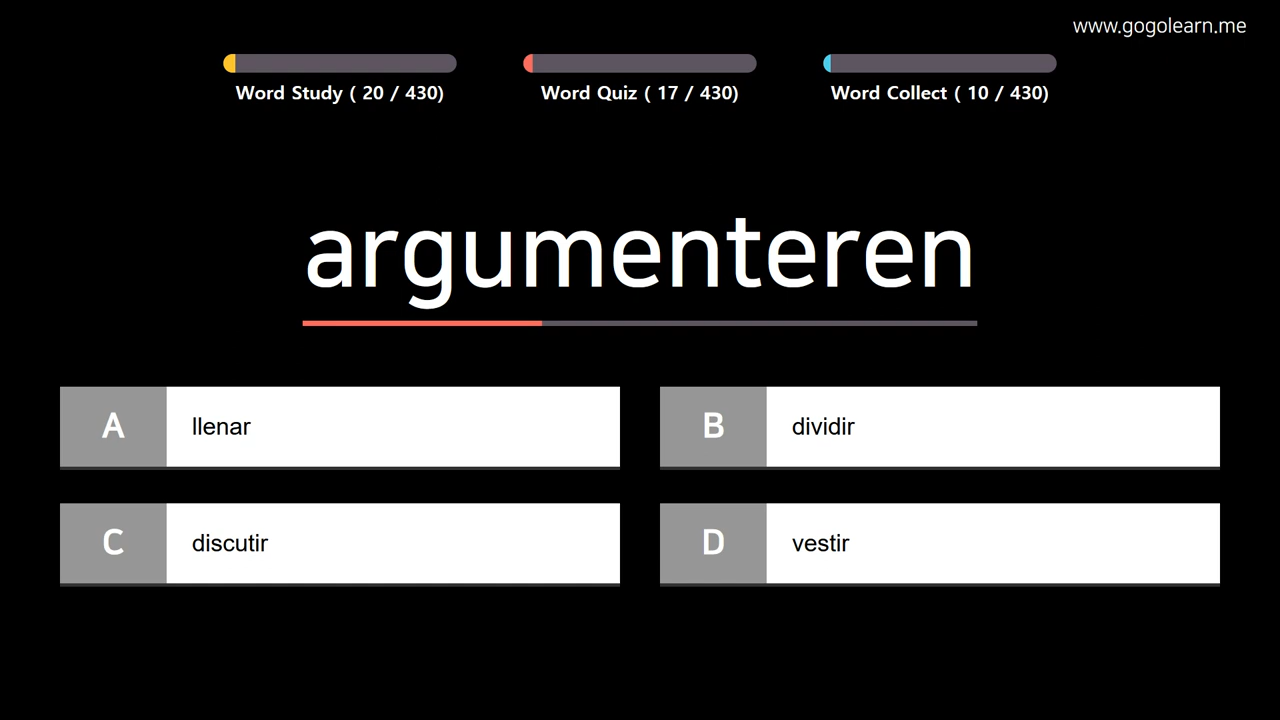 www.gogolearn.me
Word Study ( 20 / 430)
Word Quiz ( 17 / 430)
Word Collect ( 10 / 430)
argumenteren
A llenar
B dividir
C discutir
D vestir